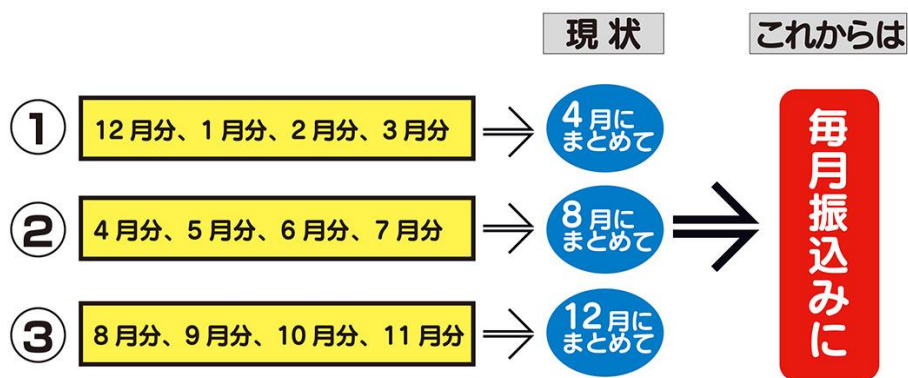 現状
これからは
① 12月分、1月分、2月分、3月分
4月に
まとめて
② 4月分、5月分、6月分、7月分
8月に
まとめて
③ 8月分、9月分、10月分、11月分
12月に
まとめて
毎月振込みに